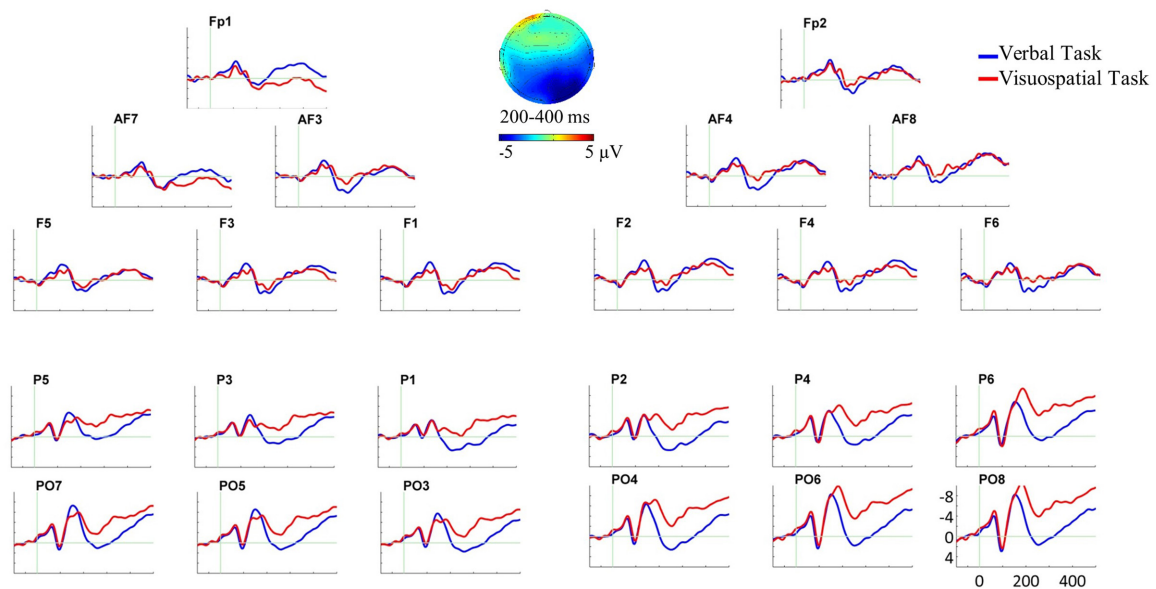 Fp1
Fp2
Verbal Task
Visuospatial Task
200-400 ms
-5
5 µV
AF7
AF3
AF4
AF8
F5
F3
F1
F2
F4
F6
P5
P3
P1
P2
P4
P6
PO7
PO5
PO3
PO4
PO6
PO8
-8
-4
0
4
0
200
400